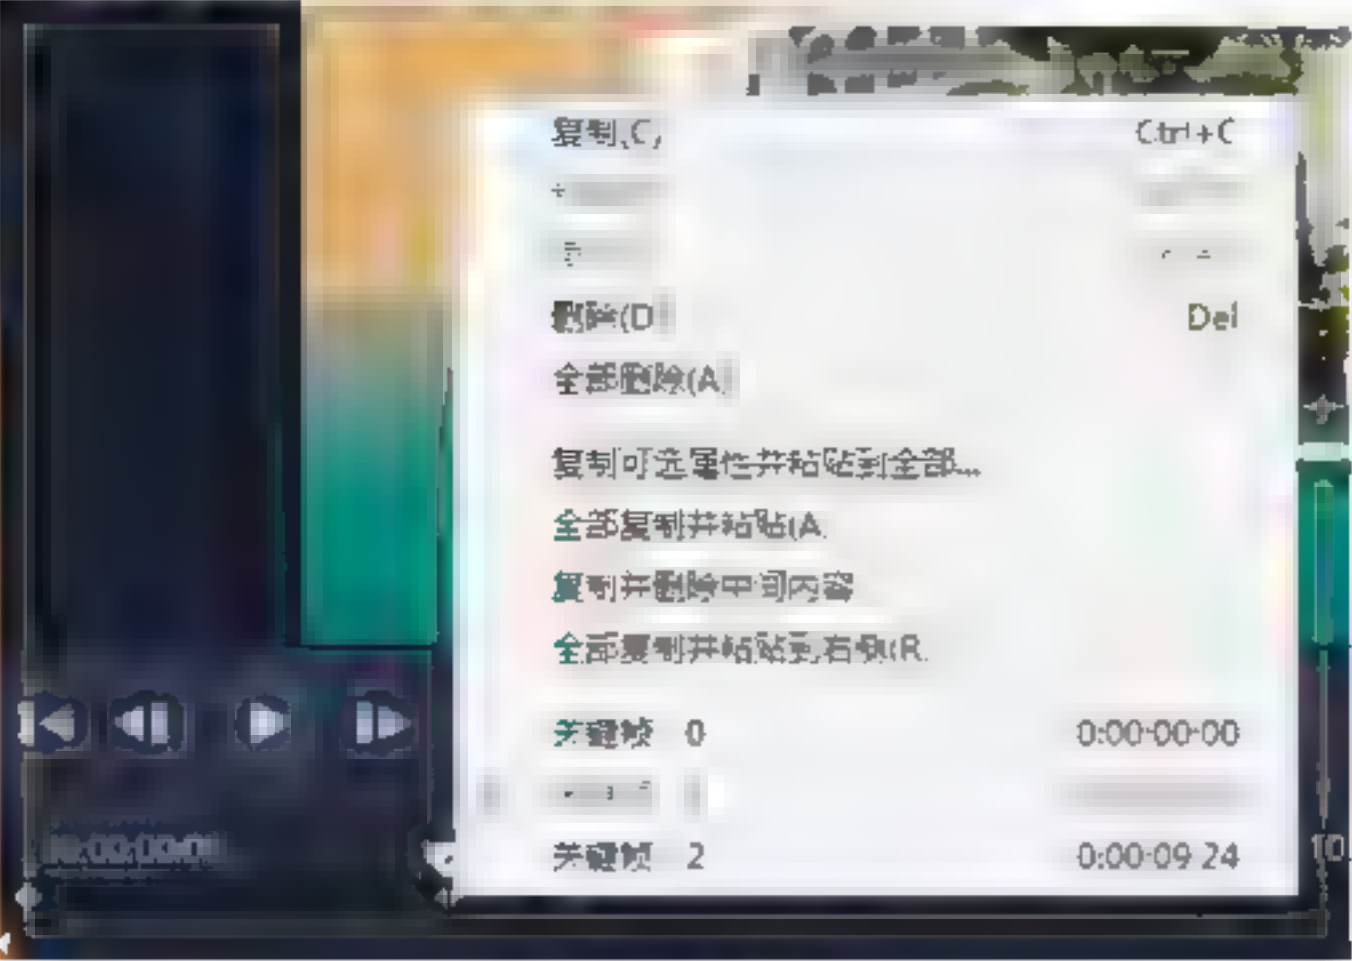 复制(C)
Ctrl+C
删除(D)
Del
全部删除(A)
复制可选属性并粘贴到全部...
全部复制并粘贴(A)
复制并删除中间内容
全部复制并粘贴到右侧(R)
关键帧 0
0:00:00:00
关键帧 2
0:00:09:24
10